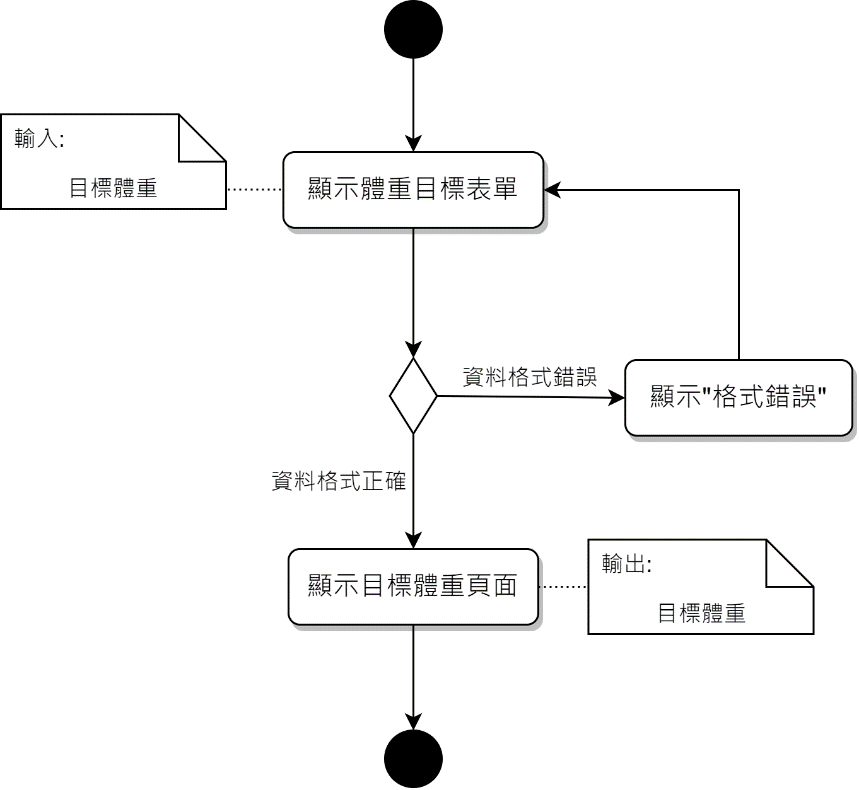 輸入:
目標體重
顯示體重目標表單
資料格式錯誤
顯示"格式錯誤"
資料格式正確
顯示目標體重頁面
輸出:
目標體重